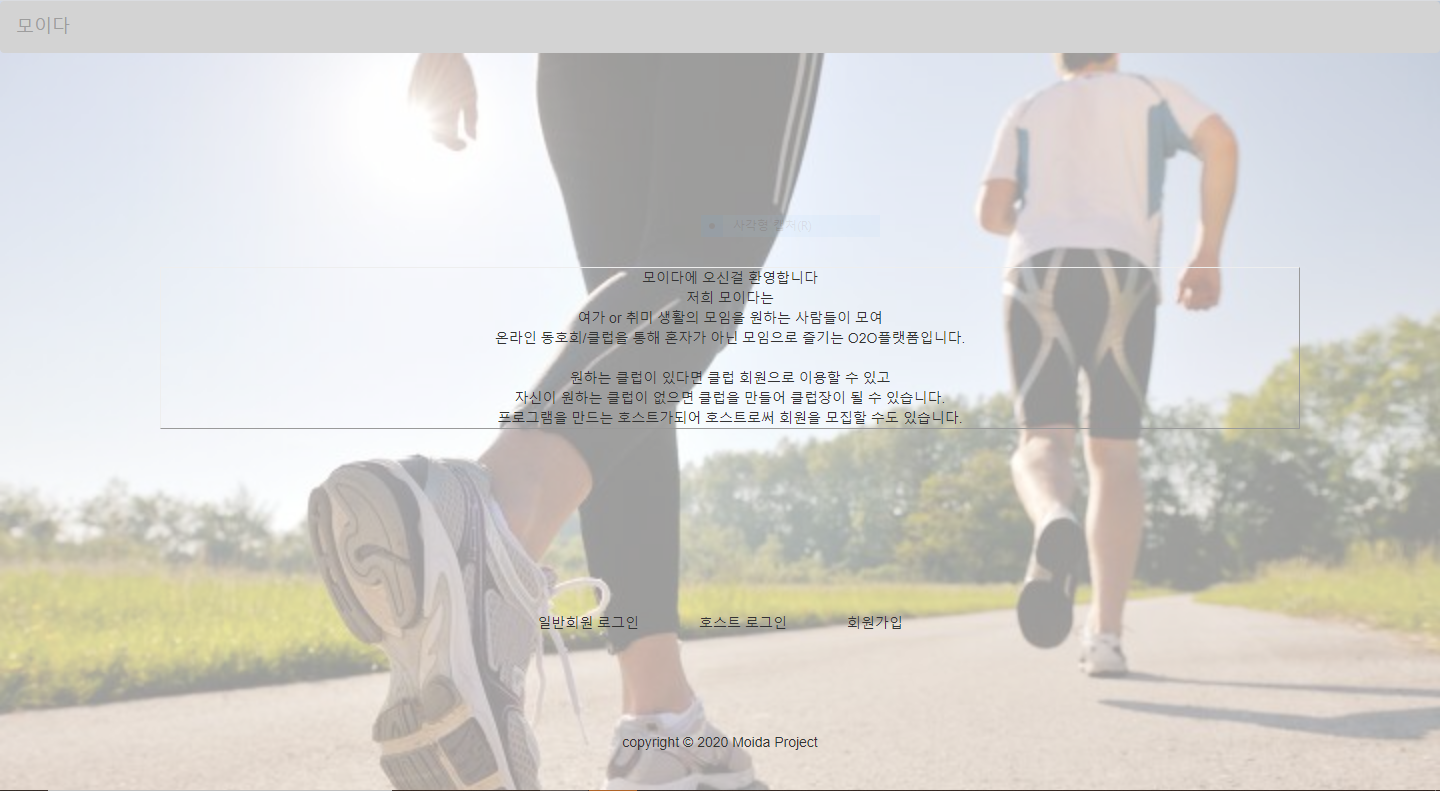 모이다
모이다에 오신걸 환영합니다
저희 모이다는
여가 or 취미 생활의 모임을 원하는 사람들이 모여
온라인 동호회/클럽을 통해 혼자가 아닌 모임으로 즐기는 O2O플랫폼입니다.
원하는 클럽이 있다면 클럽 회원으로 이용할 수 있고
자신이 원하는 클럽이 없으면 클럽을 만들어 클럽장이 될 수 있습니다.
프로그램을 만드는 호스트가되어 호스트로써 회원을 모집할 수도 있습니다.
일반회원 로그인 호스트 로그인 회원가입
copyright © 2020 Moida Project